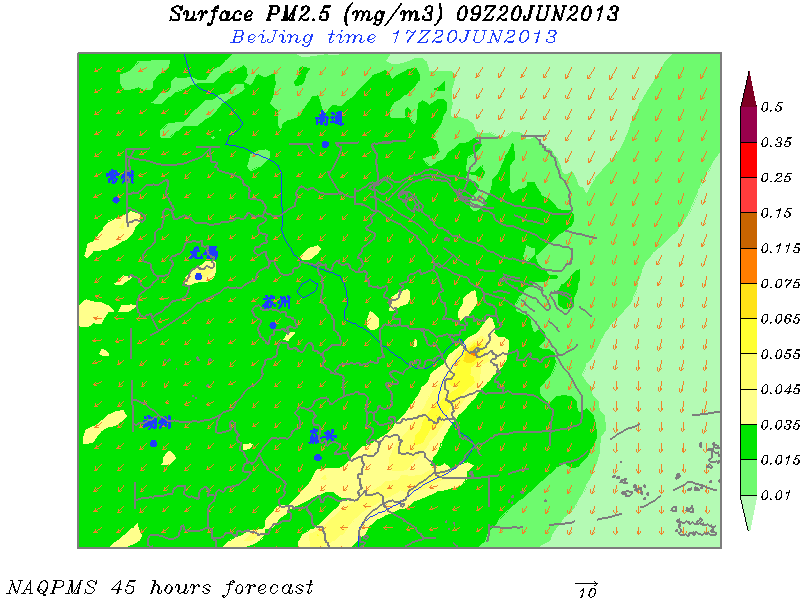 Surface PM2.5 (mg/m3) 09Z20JUN2013
BeiJing time 17Z20JUN2013
南通
常州
无锡
苏州
湖州
嘉兴
0.5
0.35
0.25
0.15
0.115
0.075
0.065
0.055
0.045
0.035
0.015
0.01
NAQPMS 45 hours forecast
10